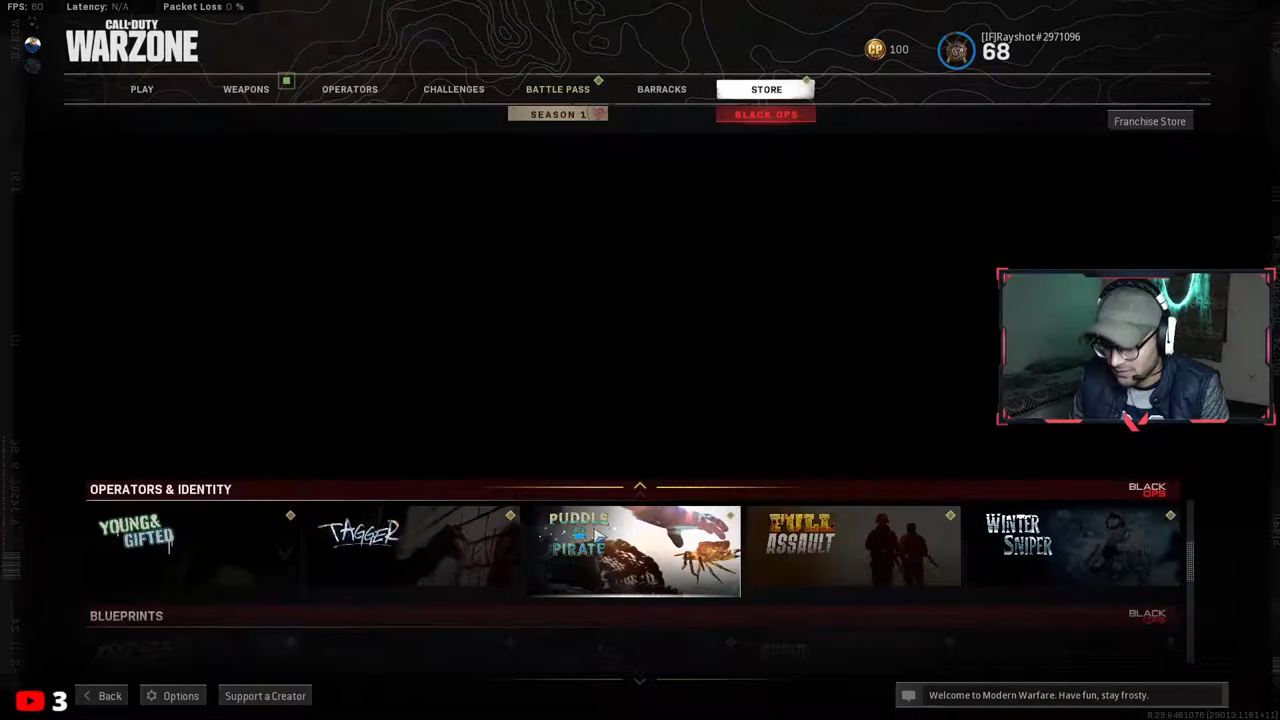 FPS: 60 Latency: N/A Packet Loss 0 %
CALL OF DUTY
WARZONE
CP 100
[IF]Rayshot#2971096
68
PLAY WEAPONS OPERATORS CHALLENGES BATTLE PASS BARRACKS STORE
SEASON 1 BLACK OPS
Franchise Store
OPERATORS & IDENTITY
BLACK OPS
YOUNG & GIFTED
TAGGER
PUDDLE PIRATE
FULL ASSAULT
WINTER SNIPER
BLUEPRINTS
BLACK OPS
3
Back Options Support a Creator
Welcome to Modern Warfare. Have fun, stay frosty.